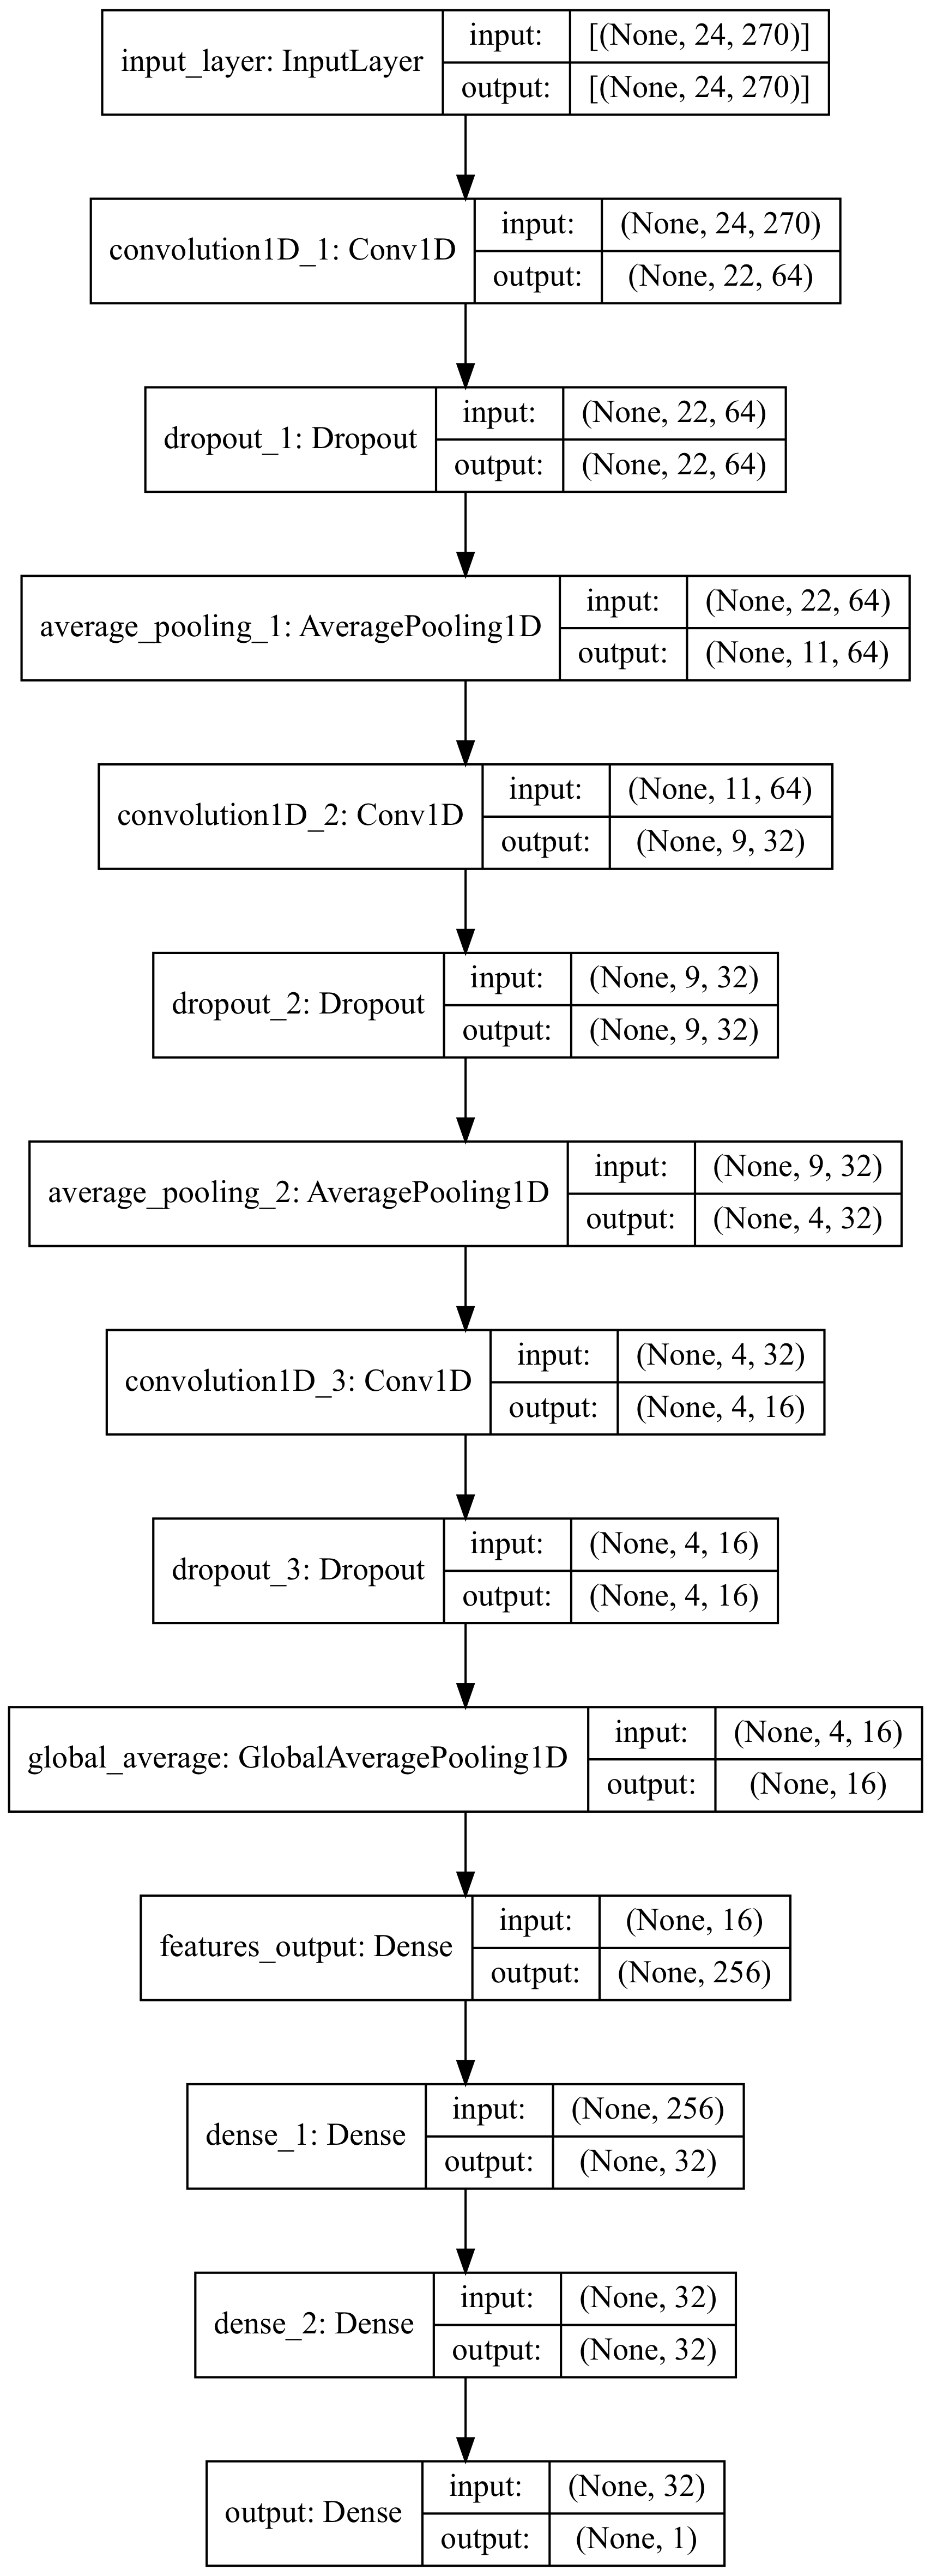 input_layer: InputLayer
input: [(None, 24, 270)]
output: [(None, 24, 270)]
convolution1D_1: Conv1D
input: (None, 24, 270)
output: (None, 22, 64)
dropout_1: Dropout
input: (None, 22, 64)
output: (None, 22, 64)
average_pooling_1: AveragePooling1D
input: (None, 22, 64)
output: (None, 11, 64)
convolution1D_2: Conv1D
input: (None, 11, 64)
output: (None, 9, 32)
dropout_2: Dropout
input: (None, 9, 32)
output: (None, 9, 32)
average_pooling_2: AveragePooling1D
input: (None, 9, 32)
output: (None, 4, 32)
convolution1D_3: Conv1D
input: (None, 4, 32)
output: (None, 4, 16)
dropout_3: Dropout
input: (None, 4, 16)
output: (None, 4, 16)
global_average: GlobalAveragePooling1D
input: (None, 4, 16)
output: (None, 16)
features_output: Dense
input: (None, 16)
output: (None, 256)
dense_1: Dense
input: (None, 256)
output: (None, 32)
dense_2: Dense
input: (None, 32)
output: (None, 32)
output: Dense
input: (None, 32)
output: (None, 1)